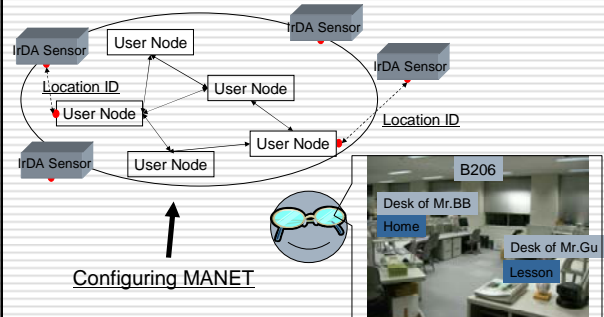 IrDA Sensor
User Node
IrDA Sensor
IrDA Sensor
Location ID
User Node
User Node
Location ID
User Node
IrDA Sensor
User Node
B206
Desk of Mr.BB
Home
Desk of Mr.Gu
Lesson
Configuring MANET